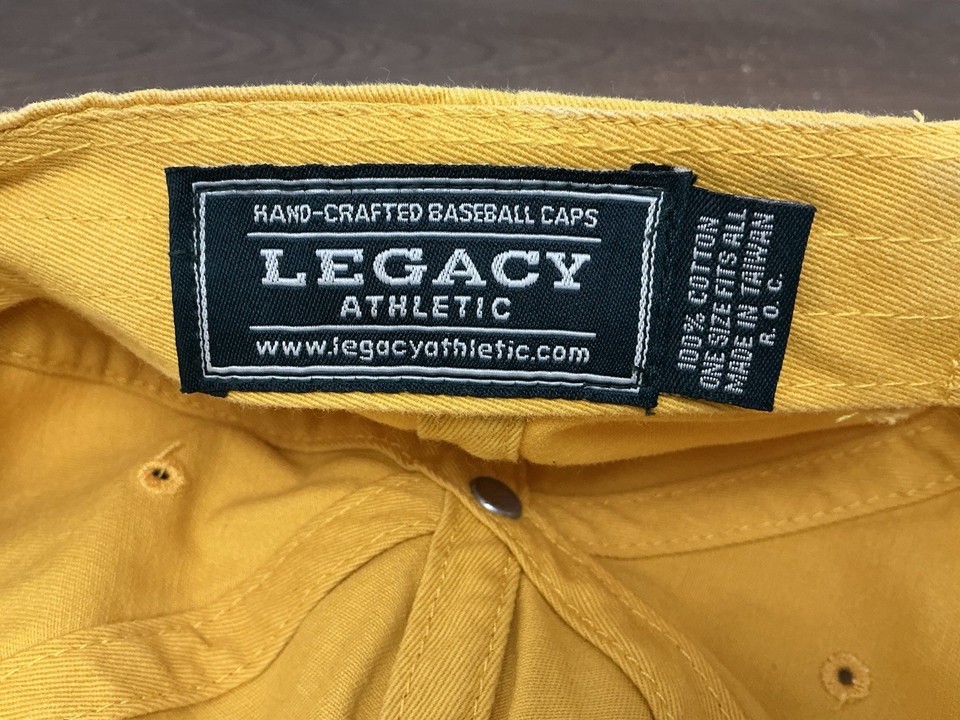 HAND-CRAFTED BASEBALL CAPS
LEGACY
ATHLETIC
www.legacyathletic.com
100% COTTON
ONE SIZE FITS ALL
MADE IN TAIWAN
R. O. C.